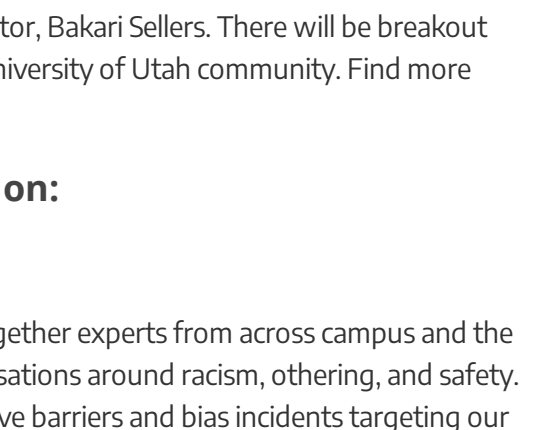 tor, Bakari Sellers. There will be breakout
niversity of Utah community. Find more
on:
gether experts from across campus and the
sations around racism, othering, and safety.
ve barriers and bias incidents targeting our